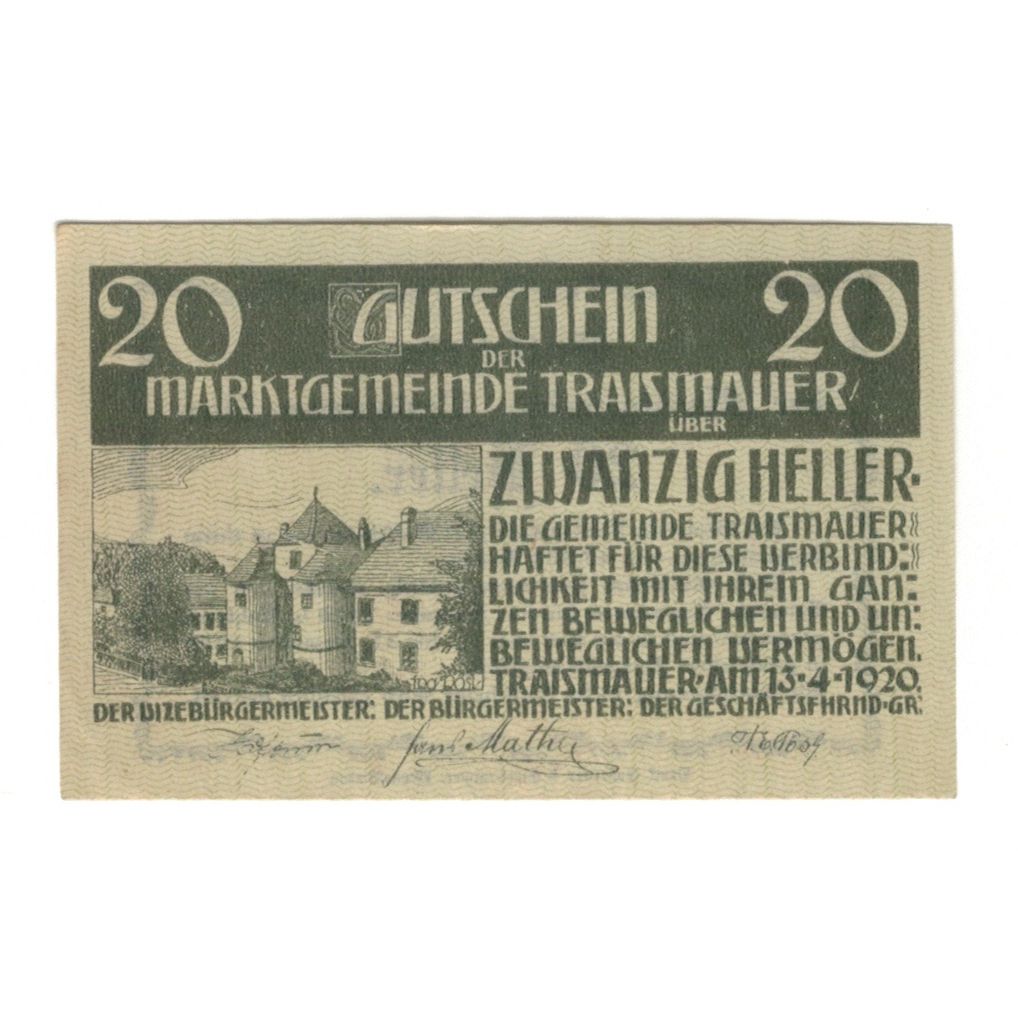 20 GUTSCHEIN 20
DER
MARKTGEMEINDE TRAISMAUER/
ÜBER
ZWANZIG HELLER·
DIE GEMEINDE TRAISMAUER
HAFTET FÜR DIESE VERBIND:
LICHKEIT MIT IHREM GAN:
ZEN BEWEGLICHEN UND UN:
BEWEGLICHEN VERMÖGEN.
TRAISMAUER·AM 13·4·1920.
DER VIZEBÜRGERMEISTER: DER BÜRGERMEISTER: DER GESCHÄFTSFHRND·GR:
Hans